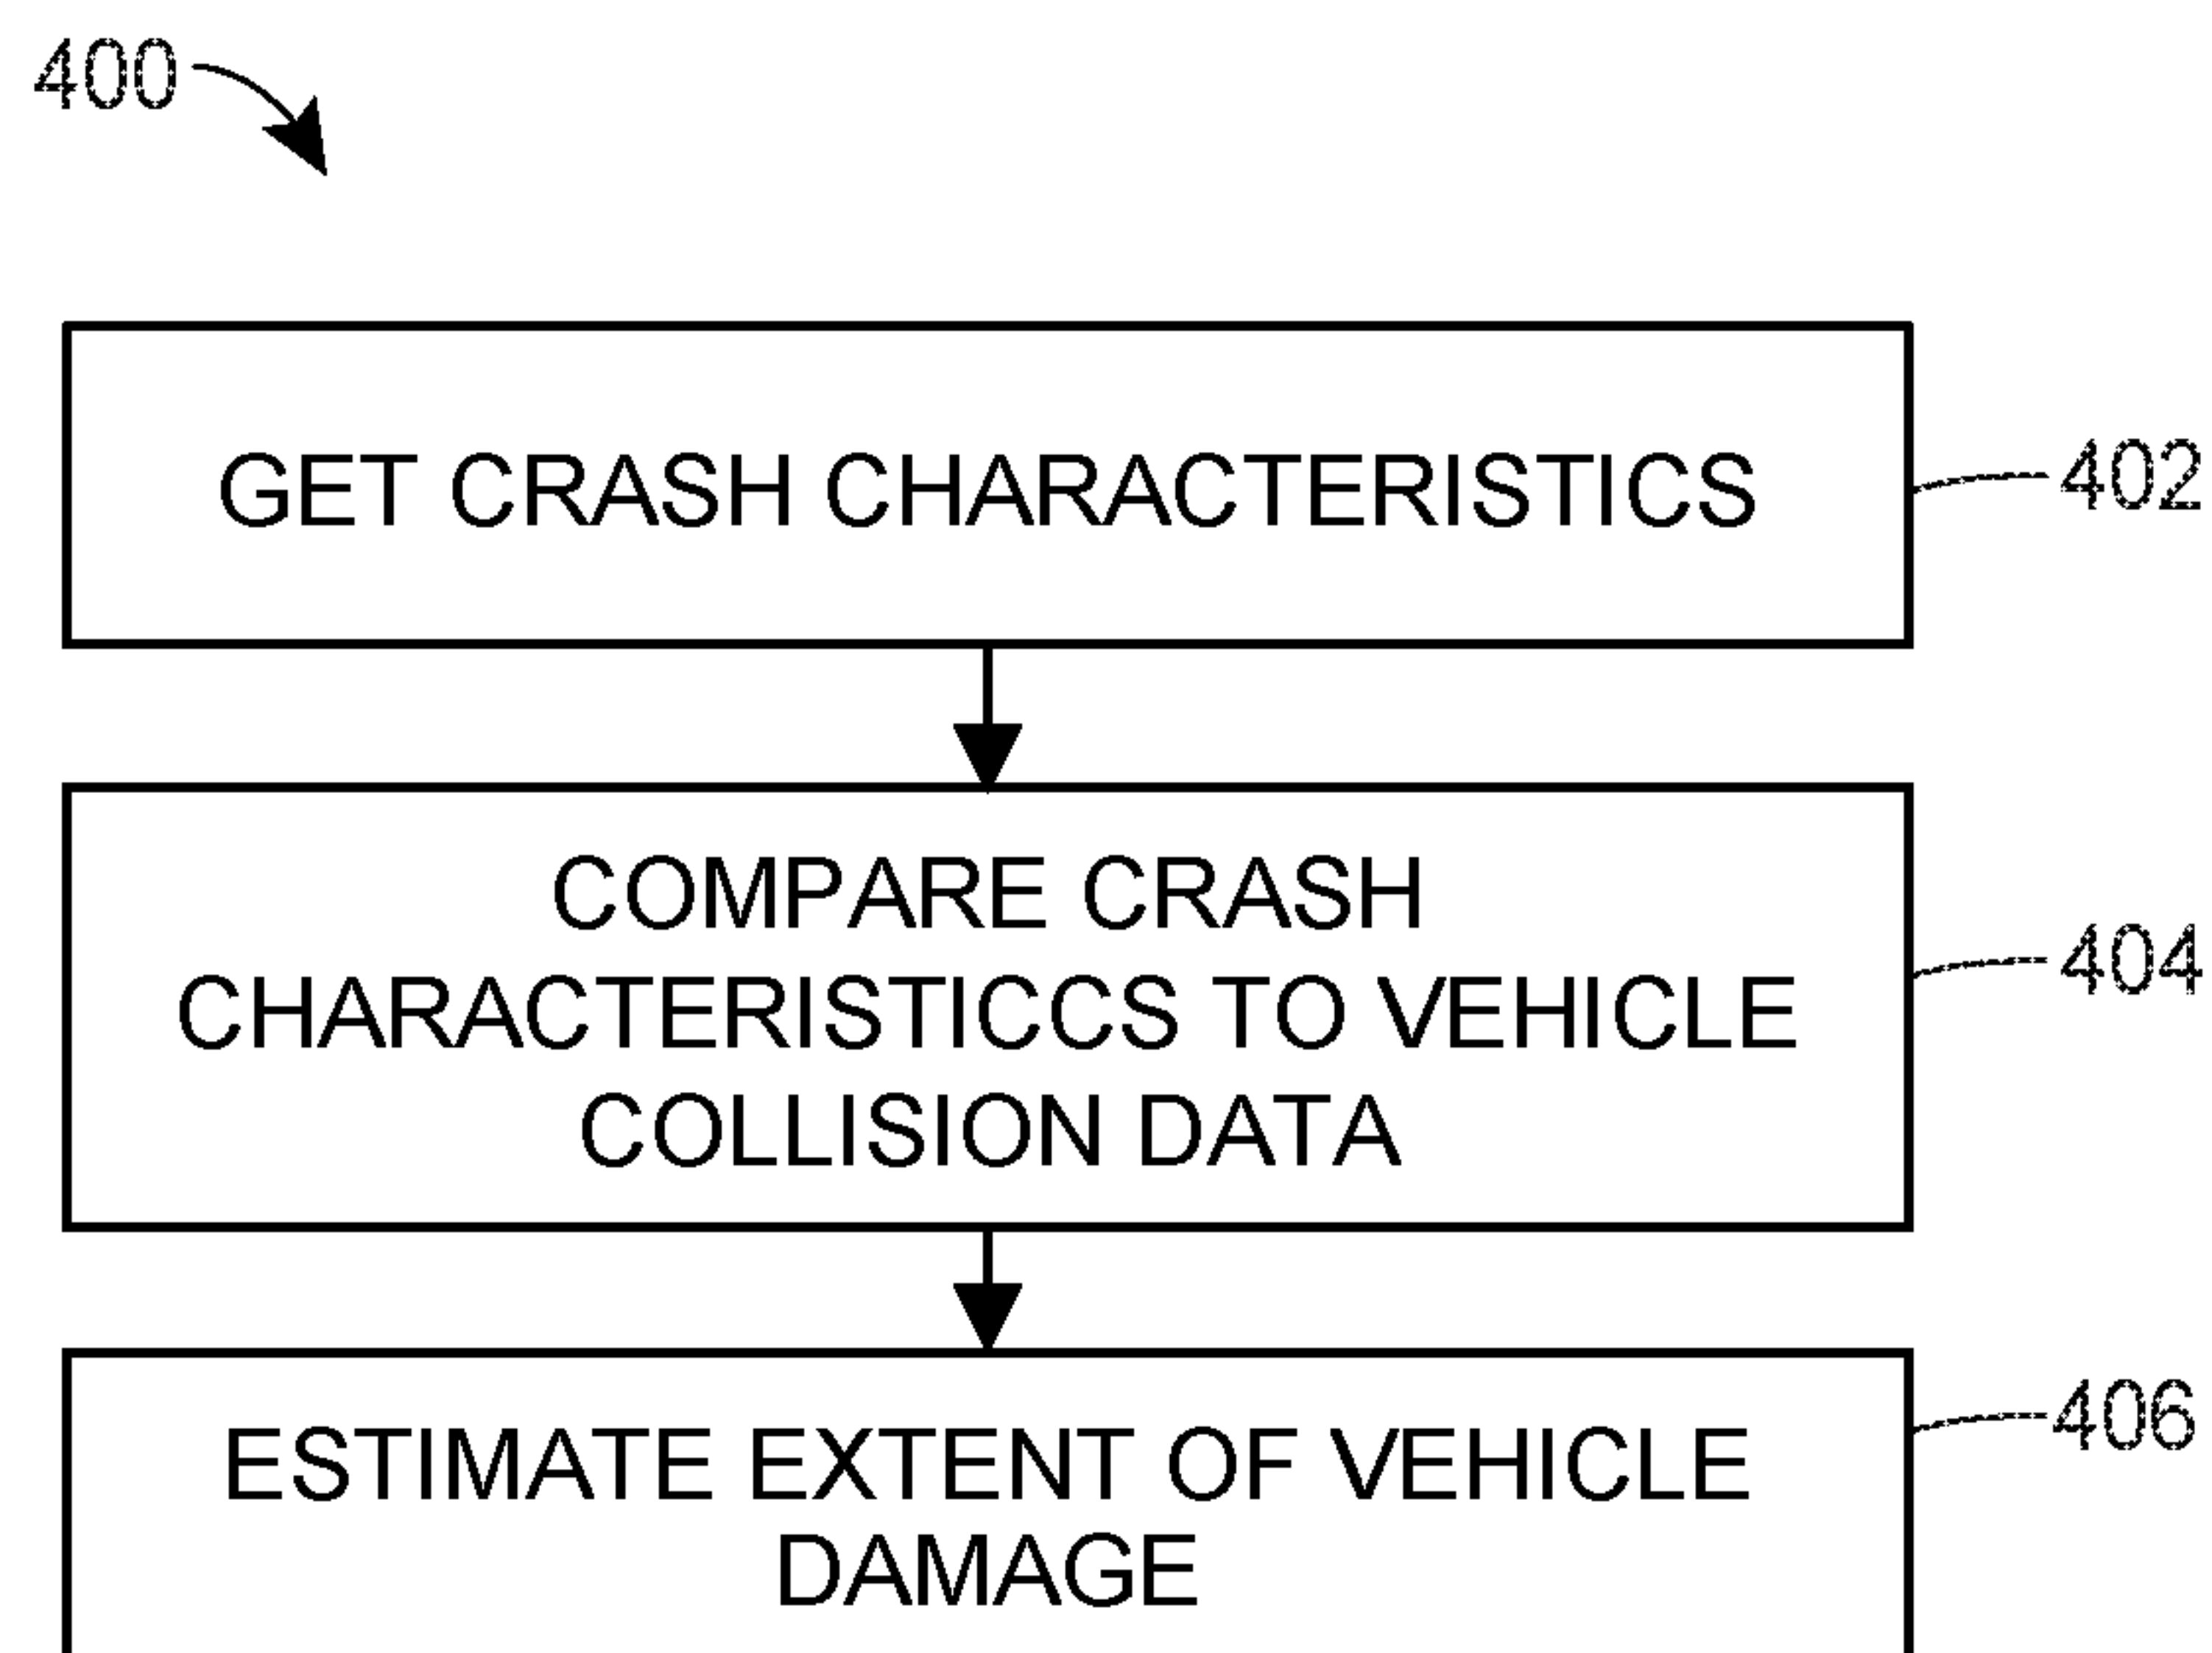 400
GET CRASH CHARACTERISTICS
402
COMPARE CRASH
CHARACTERISTICCS TO VEHICLE
COLLISION DATA
404
ESTIMATE EXTENT OF VEHICLE
DAMAGE
406